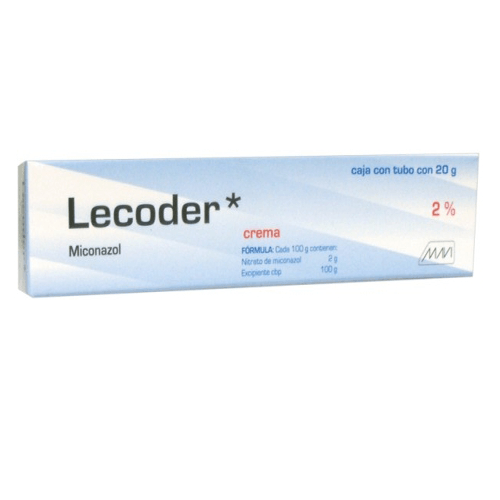 caja con tubo con 20 g
Lecoder*
2 %
crema
Miconazol
FÓRMULA: Cada 100 g contienen:
Nitrato de miconazol 2 g
Excipiente cbp 100 g
MAVI